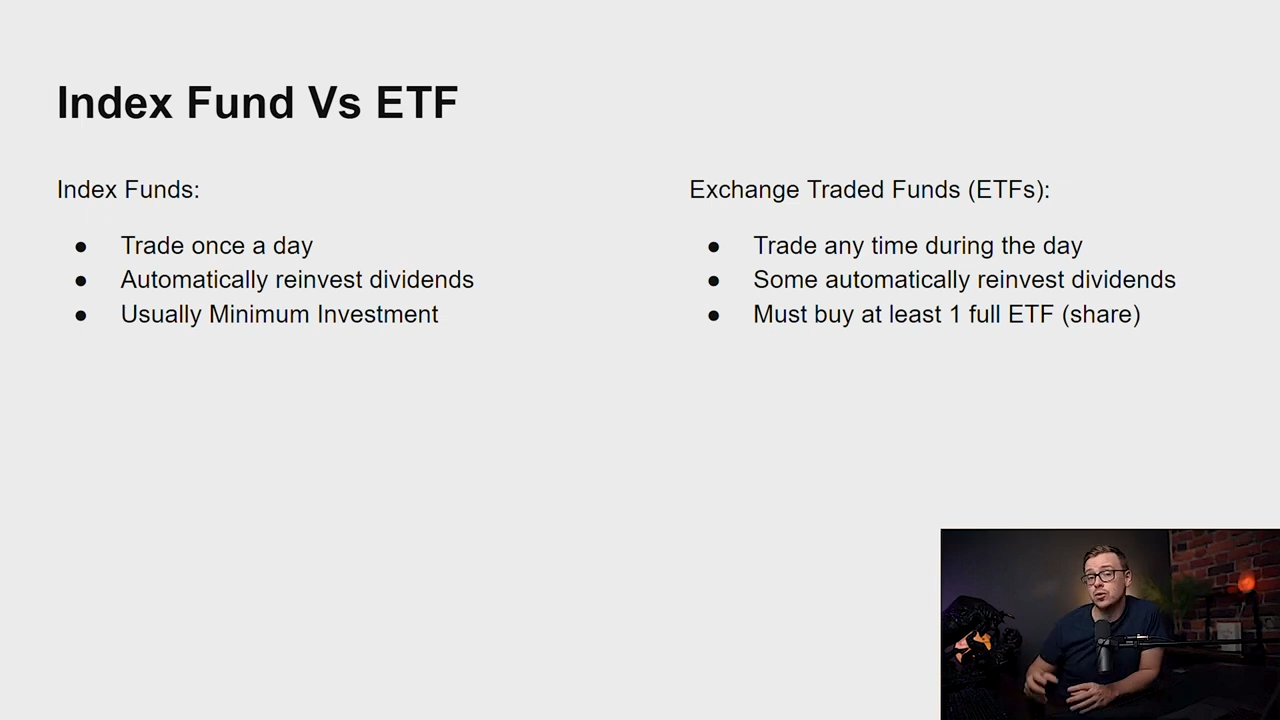 Index Fund Vs ETF
Index Funds:
● Trade once a day
● Automatically reinvest dividends
● Usually Minimum Investment
Exchange Traded Funds (ETFs):
● Trade any time during the day
● Some automatically reinvest dividends
● Must buy at least 1 full ETF (share)